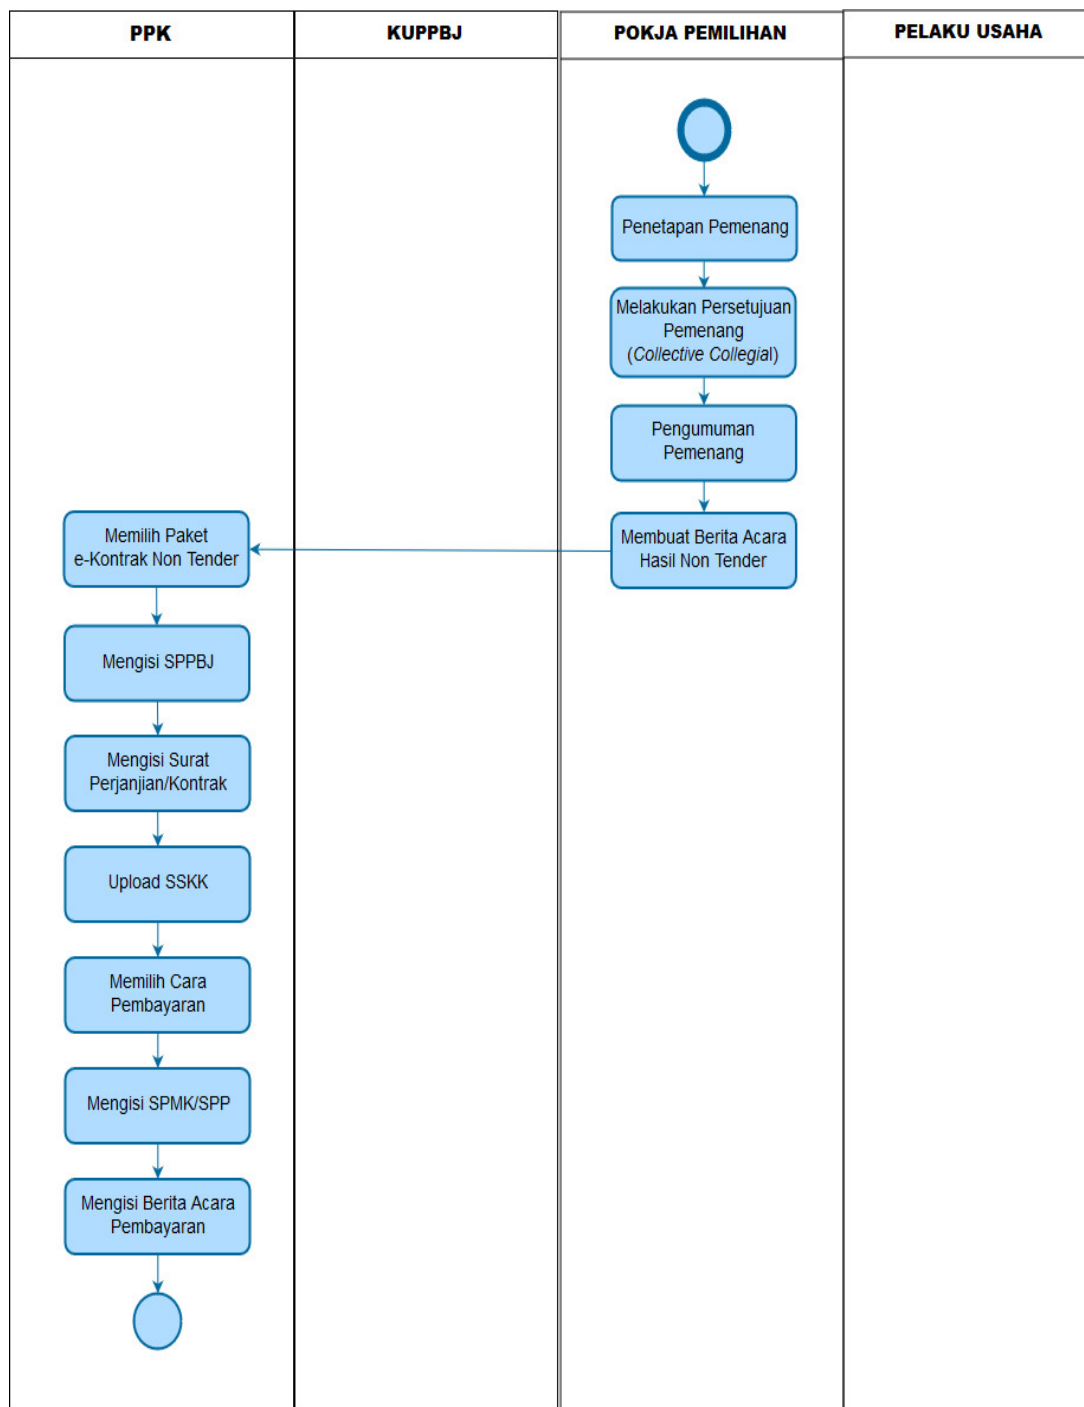 PPK
KUPPBJ
POKJA PEMILIHAN
PELAKU USAHA
Penetapan Pemenang
Melakukan Persetujuan
Pemenang
(Collective Collegial)
Pengumuman
Pemenang
Membuat Berita Acara
Hasil Non Tender
Memilih Paket
e-Kontrak Non Tender
Mengisi SPPBJ
Mengisi Surat
Perjanjian/Kontrak
Upload SSKK
Memilih Cara
Pembayaran
Mengisi SPMK/SPP
Mengisi Berita Acara
Pembayaran